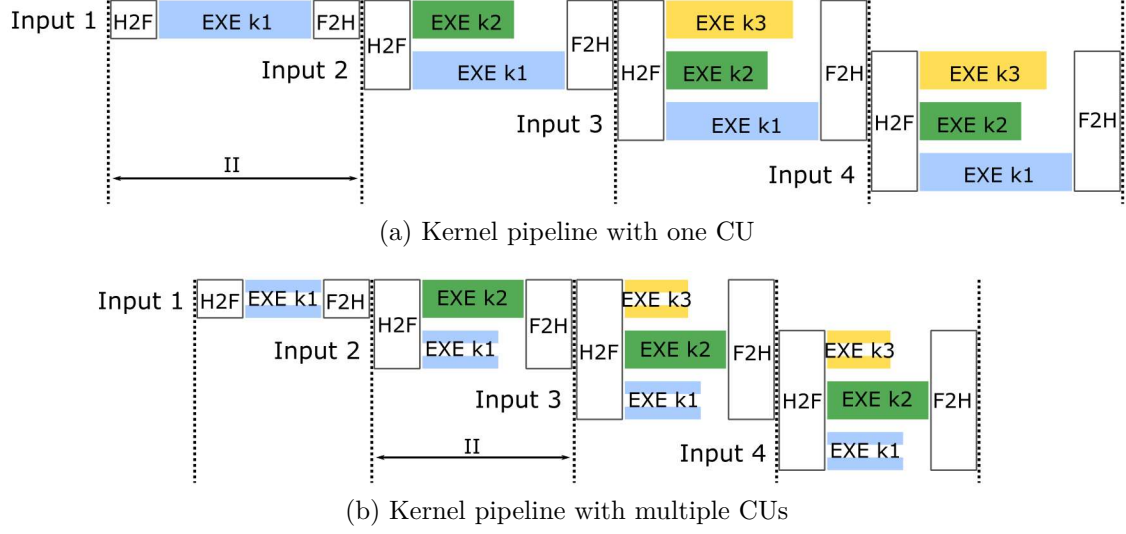 Input 1 H2F EXE k1 F2H H2F EXE k2 F2H H2F EXE k3 F2H
Input 2 EXE k1 EXE k2 H2F EXE k3 F2H
Input 3 EXE k1 EXE k2
Input 4 EXE k1
II
(a) Kernel pipeline with one CU
Input 1 H2F EXE k1 F2H H2F EXE k2 F2H H2F EXE k3 F2H
Input 2 EXE k1 EXE k2 H2F EXE k3 F2H
Input 3 EXE k1 EXE k2
Input 4 EXE k1
II
(b) Kernel pipeline with multiple CUs